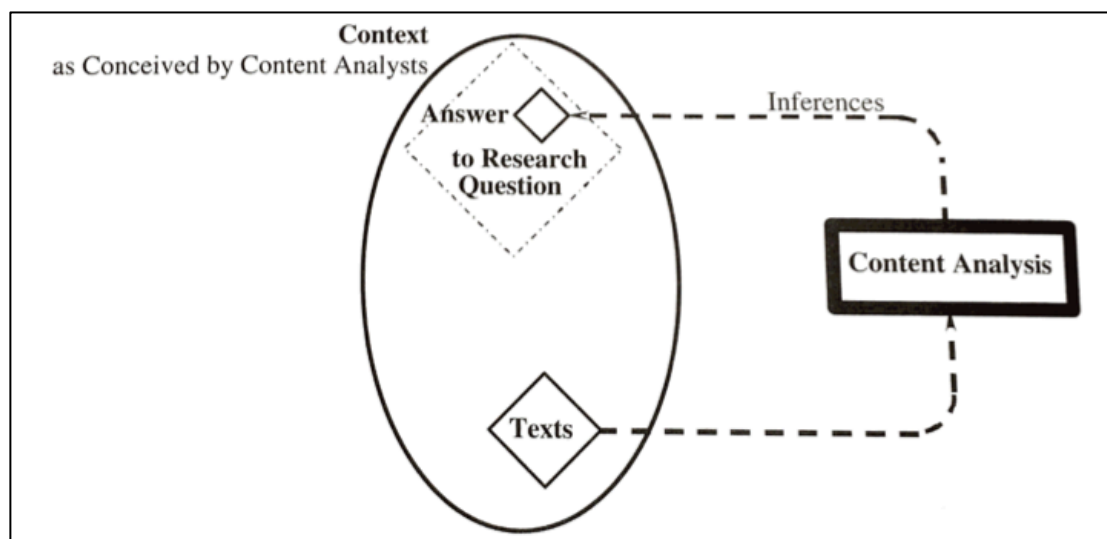 Context
as Conceived by Content Analysts
Inferences
Answer
to Research
Question
Content Analysis
Texts